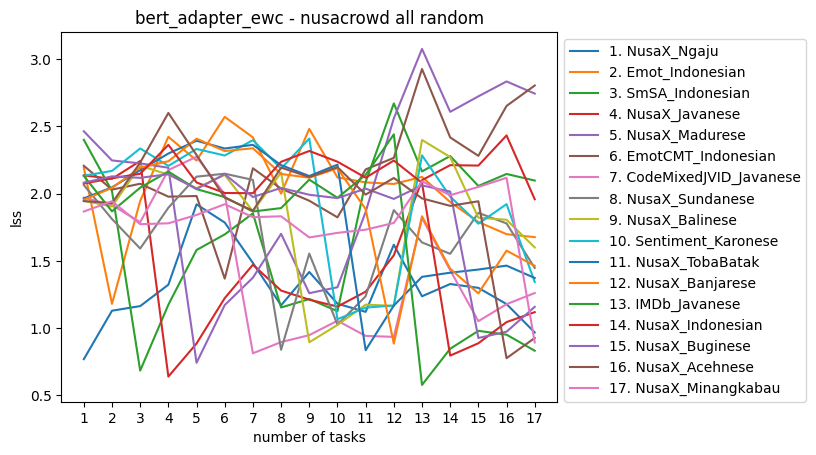 bert_adapter_ewc - nusacrowd all random
lss
3.0
2.5
2.0
1.5
1.0
0.5
1 2 3 4 5 6 7 8 9 10 11 12 13 14 15 16 17
number of tasks
1. NusaX_Ngaju
2. Emot_Indonesian
3. SmSA_Indonesian
4. NusaX_Javanese
5. NusaX_Madurese
6. EmotCMT_Indonesian
7. CodeMixedJVID_Javanese
8. NusaX_Sundanese
9. NusaX_Balinese
10. Sentiment_Karonese
11. NusaX_TobaBatak
12. NusaX_Banjarese
13. IMDb_Javanese
14. NusaX_Indonesian
15. NusaX_Buginese
16. NusaX_Acehnese
17. NusaX_Minangkabau